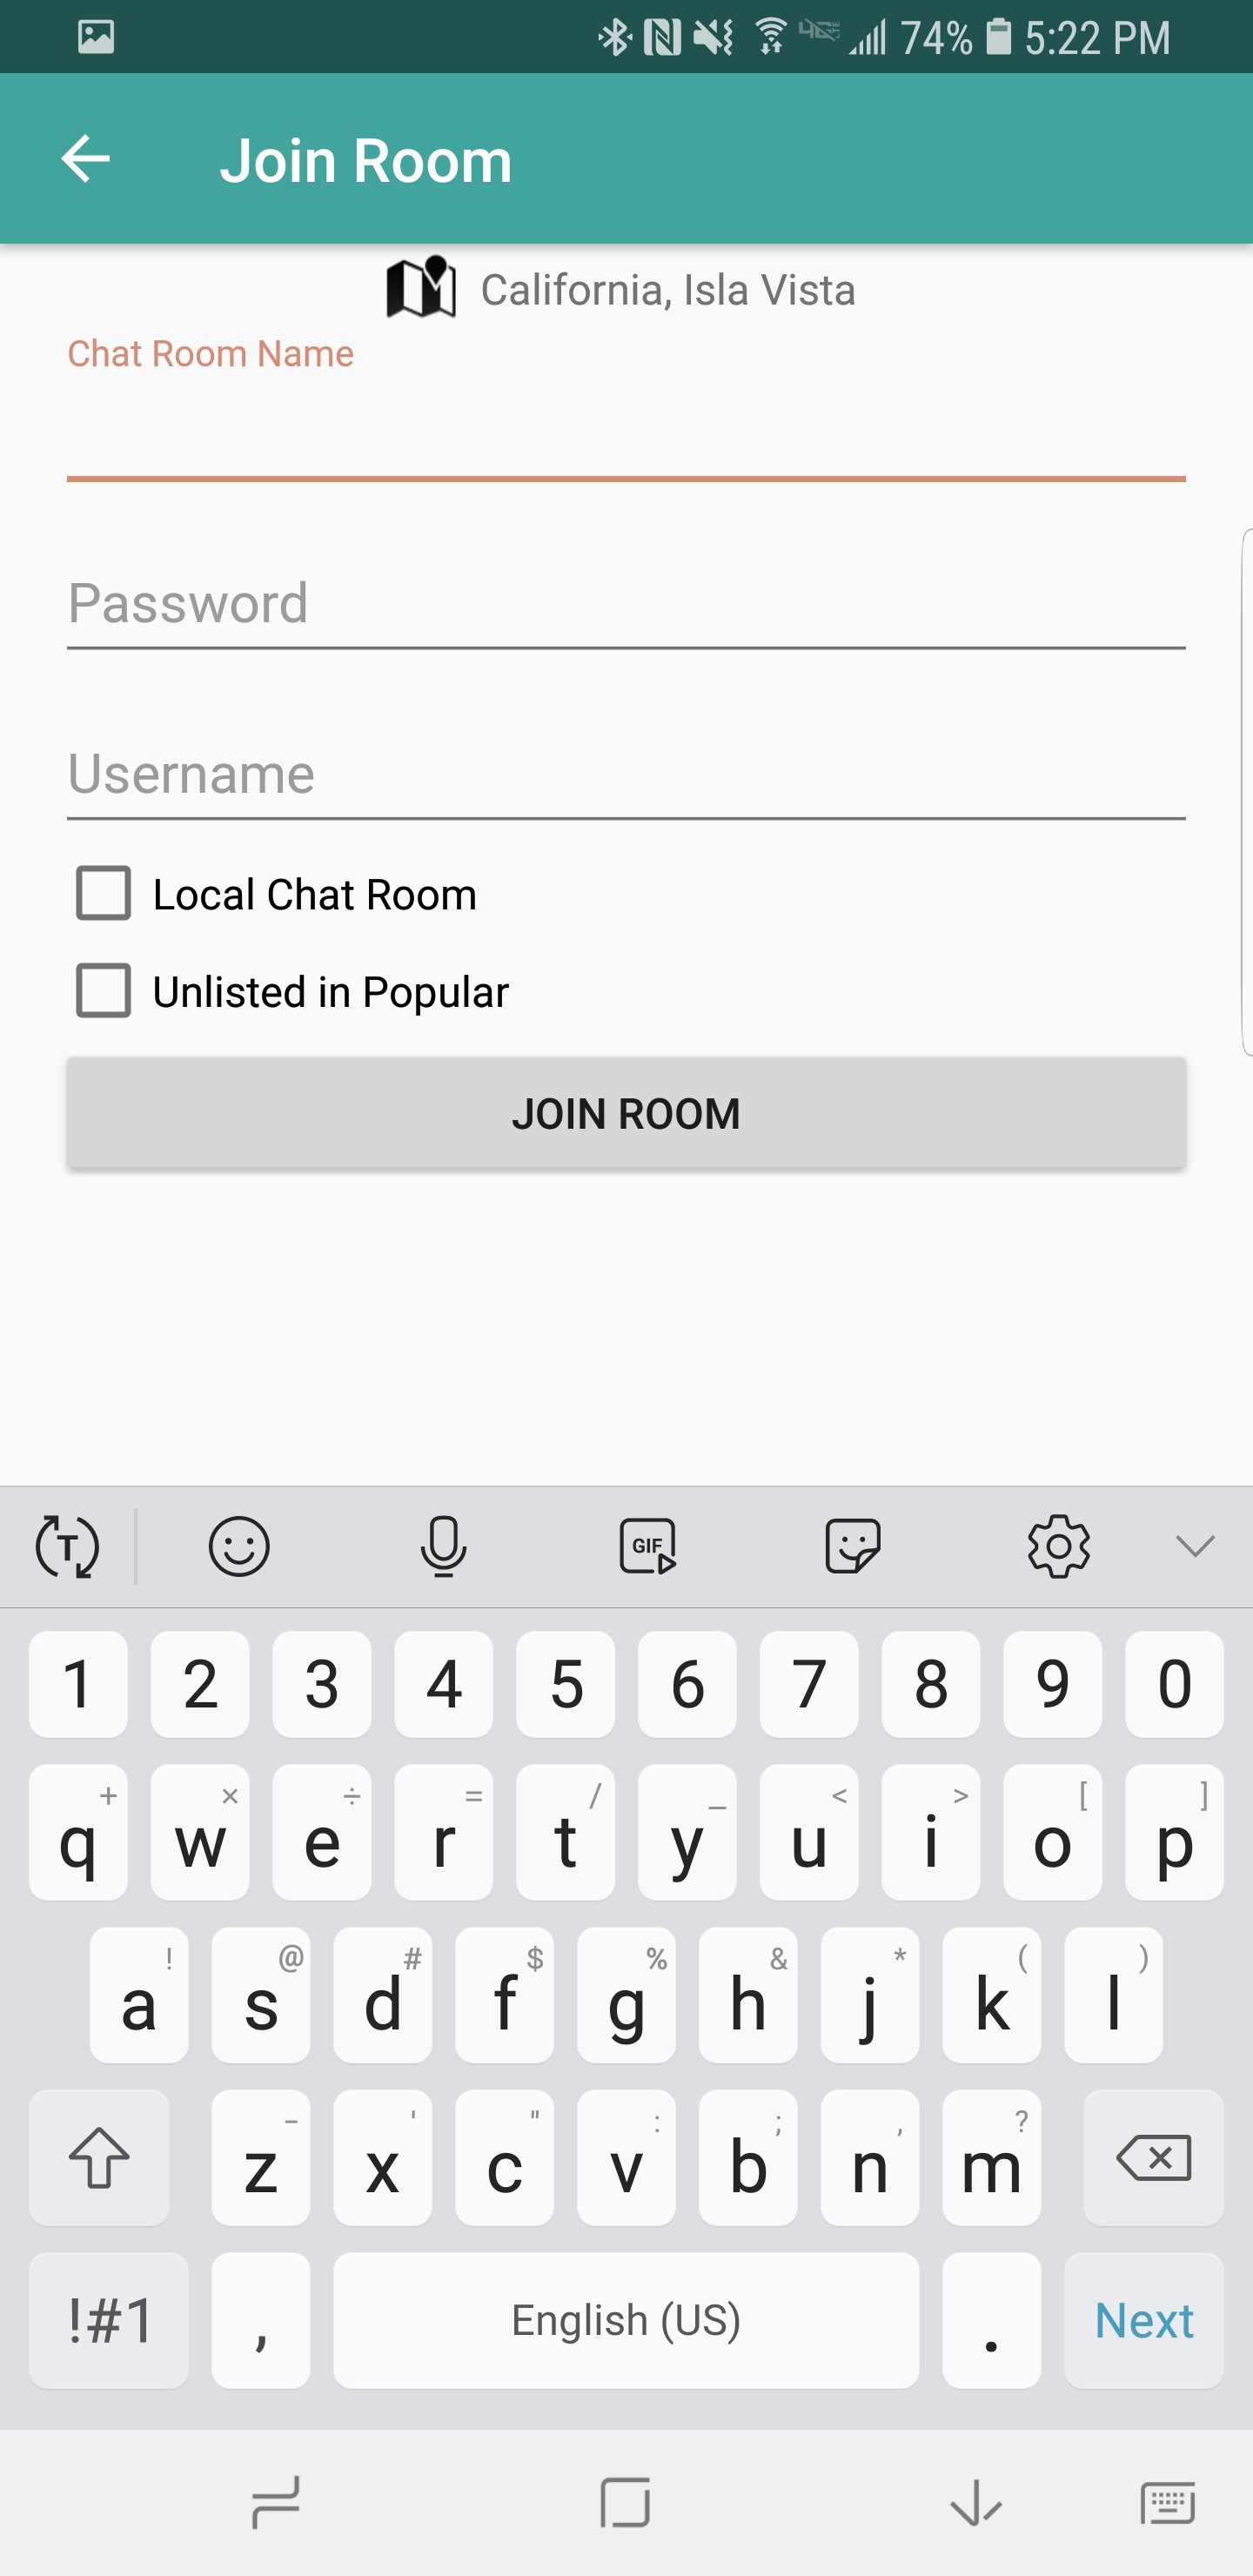 74% 5:22 PM
Join Room
California, Isla Vista
Chat Room Name
Password
Username
Local Chat Room
Unlisted in Popular
JOIN ROOM
T GIF
1 2 3 4 5 6 7 8 9 0
+ × ÷ = / _ < > [ ]
q w e r t y u i o p
! @ # $ % & * ( )
a s d f g h j k l
- ' " : ; , ?
z x c v b n m
!#1 , English (US) . Next